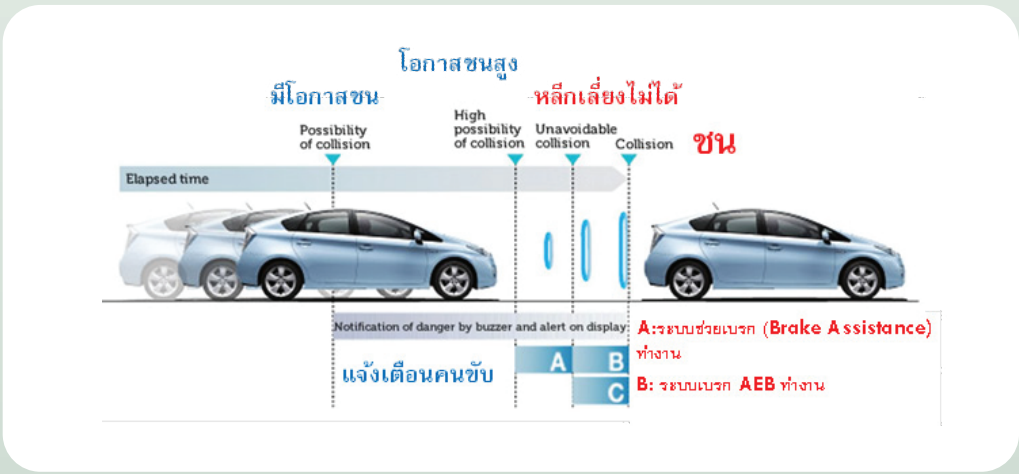 โอกาสชนสูง
มีโอกาสชน
หลีกเลี่ยงไม่ได้
High
possibility
of collision
Possibility
of collision
Unavoidable
collision
Collision
ชน
Elapsed time
Notification of danger by buzzer and alert on display
A:ระบบช่วยเบรก (Brake Assistance)
ทำงาน
A
B
แจ้งเตือนคนขับ
B: ระบบเบรก AEB ทำงาน
C